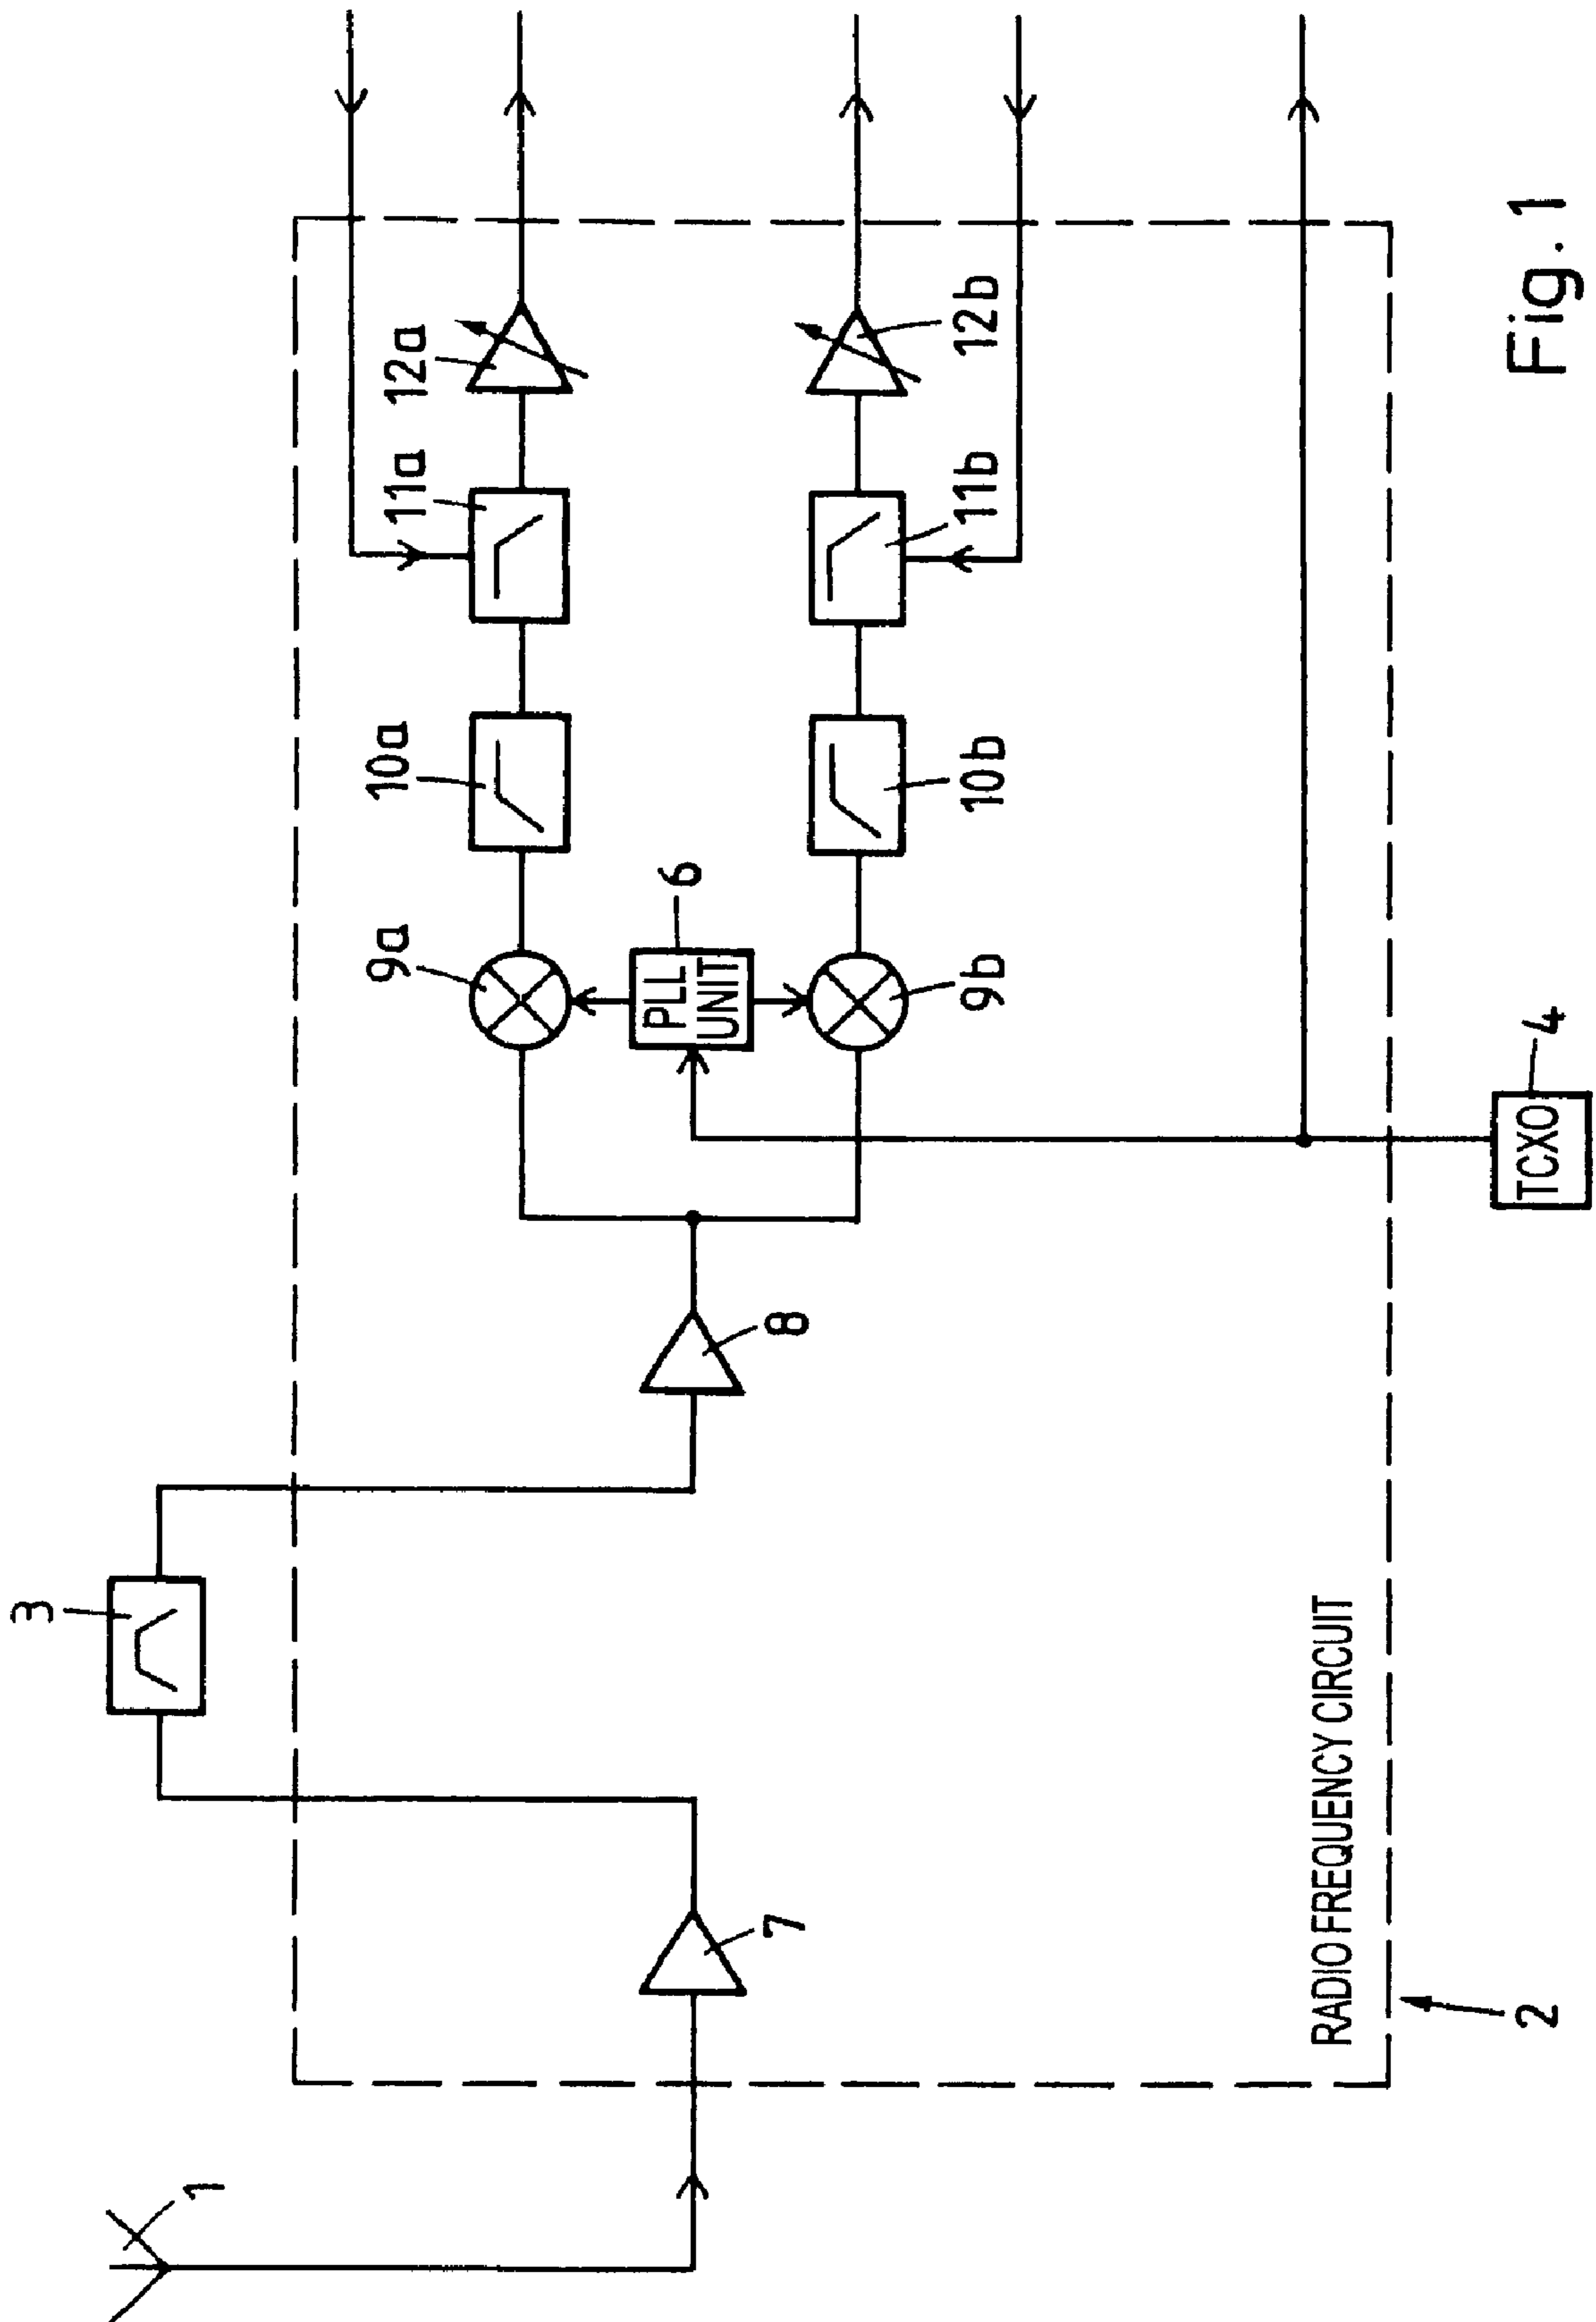 1
3
7
8
9a
10a
11a
12a
PLL
UNIT
6
9b
10b
11b
12b
RADIO FREQUENCY CIRCUIT
2
TCXO
4
Fig. 1